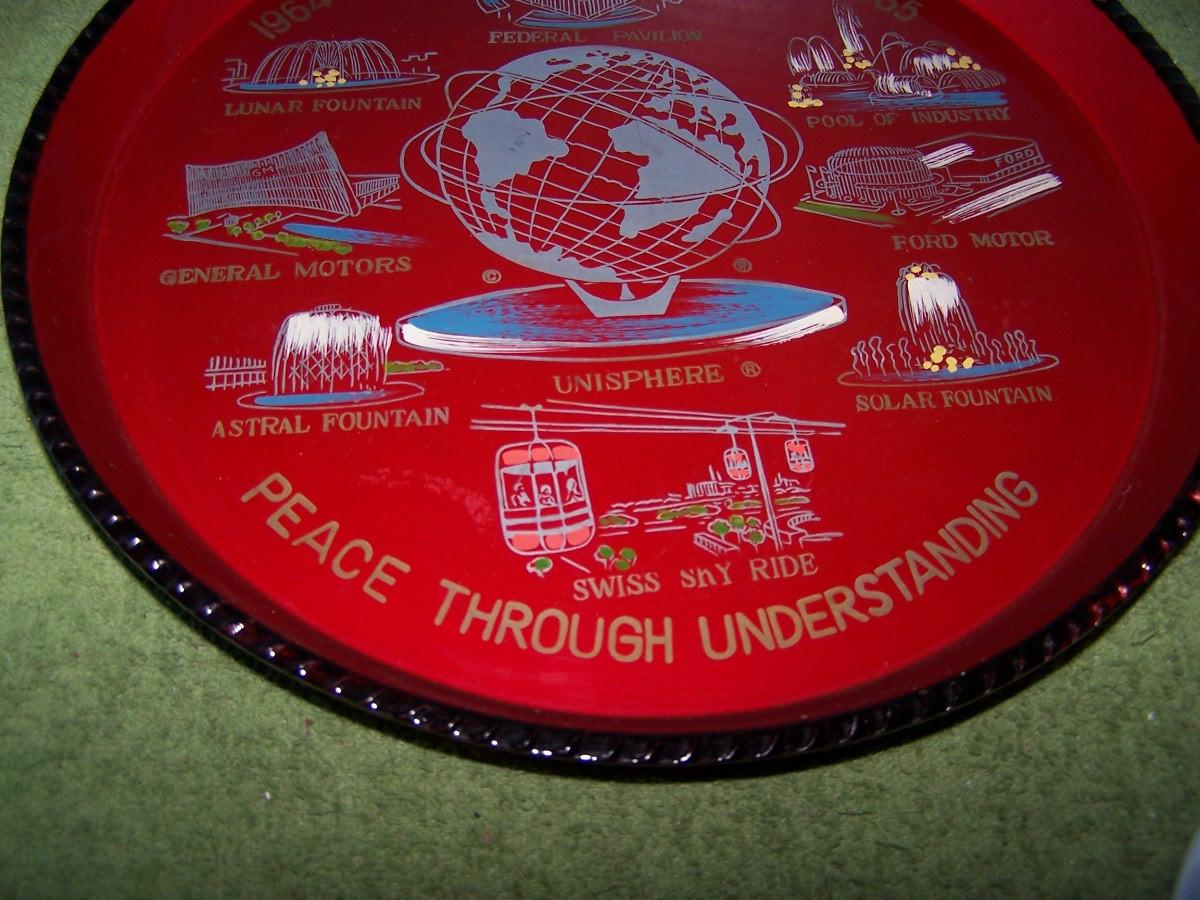 1964
65
FEDERAL PAVILION
LUNAR FOUNTAIN
POOL OF INDUSTRY
GM
FORD
GENERAL MOTORS
FORD MOTOR
©
®
UNISPHERE ®
ASTRAL FOUNTAIN
SOLAR FOUNTAIN
SWISS SKY RIDE
PEACE THROUGH UNDERSTANDING